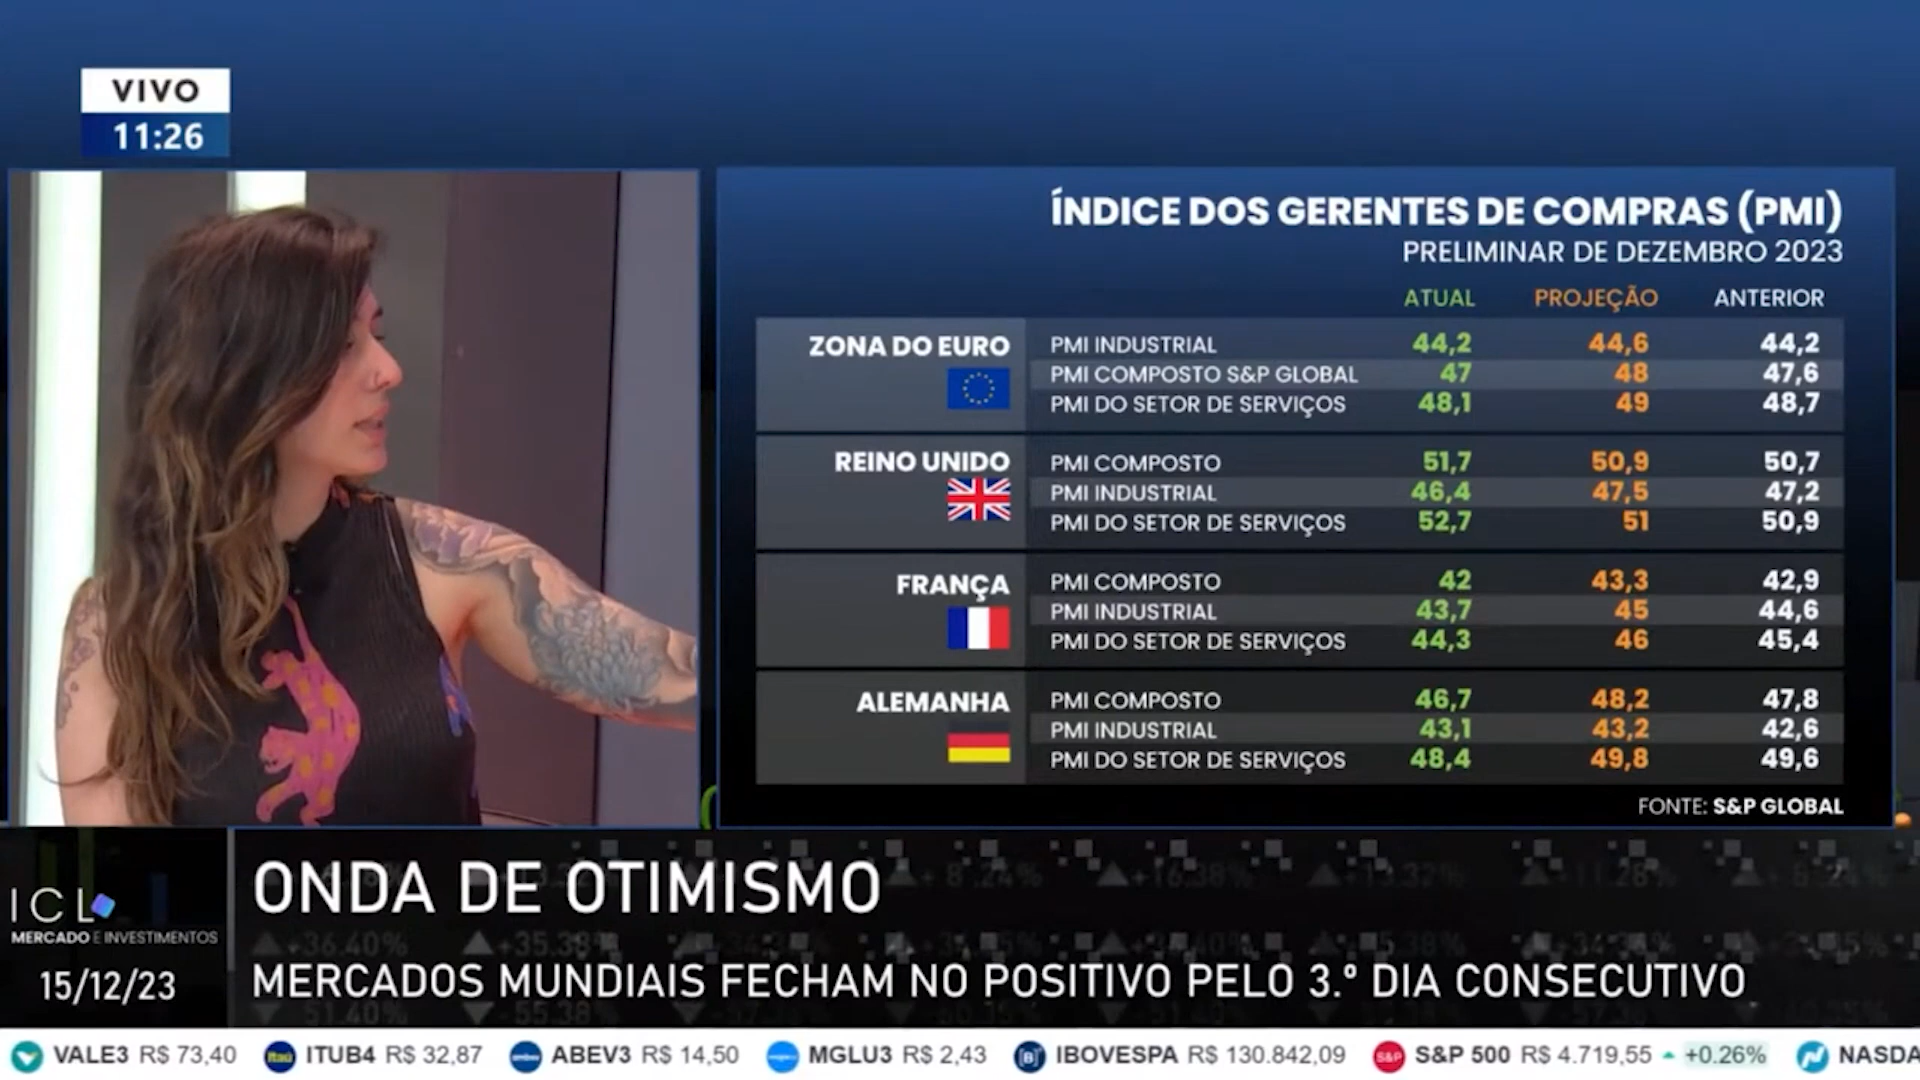 VIVO
11:26
ÍNDICE DOS GERENTES DE COMPRAS (PMI)
PRELIMINAR DE DEZEMBRO 2023
ATUAL PROJEÇÃO ANTERIOR
ZONA DO EURO
PMI INDUSTRIAL 44,2 44,6 44,2
PMI COMPOSTO S&P GLOBAL 47 48 47,6
PMI DO SETOR DE SERVIÇOS 48,1 49 48,7
REINO UNIDO
PMI COMPOSTO 51,7 50,9 50,7
PMI INDUSTRIAL 46,4 47,5 47,2
PMI DO SETOR DE SERVIÇOS 52,7 51 50,9
FRANÇA
PMI COMPOSTO 42 43,3 42,9
PMI INDUSTRIAL 43,7 45 44,6
PMI DO SETOR DE SERVIÇOS 44,3 46 45,4
ALEMANHA
PMI COMPOSTO 46,7 48,2 47,8
PMI INDUSTRIAL 43,1 43,2 42,6
PMI DO SETOR DE SERVIÇOS 48,4 49,8 49,6
FONTE: S&P GLOBAL
ICL
MERCADO E INVESTIMENTOS
15/12/23
ONDA DE OTIMISMO
MERCADOS MUNDIAIS FECHAM NO POSITIVO PELO 3.º DIA CONSECUTIVO
VALE3 R$ 73,40 ITUB4 R$ 32,87 ABEV3 R$ 14,50 MGLU3 R$ 2,43 IBOVESPA R$ 130.842,09 S&P 500 R$ 4.719,55 +0.26% NASDA